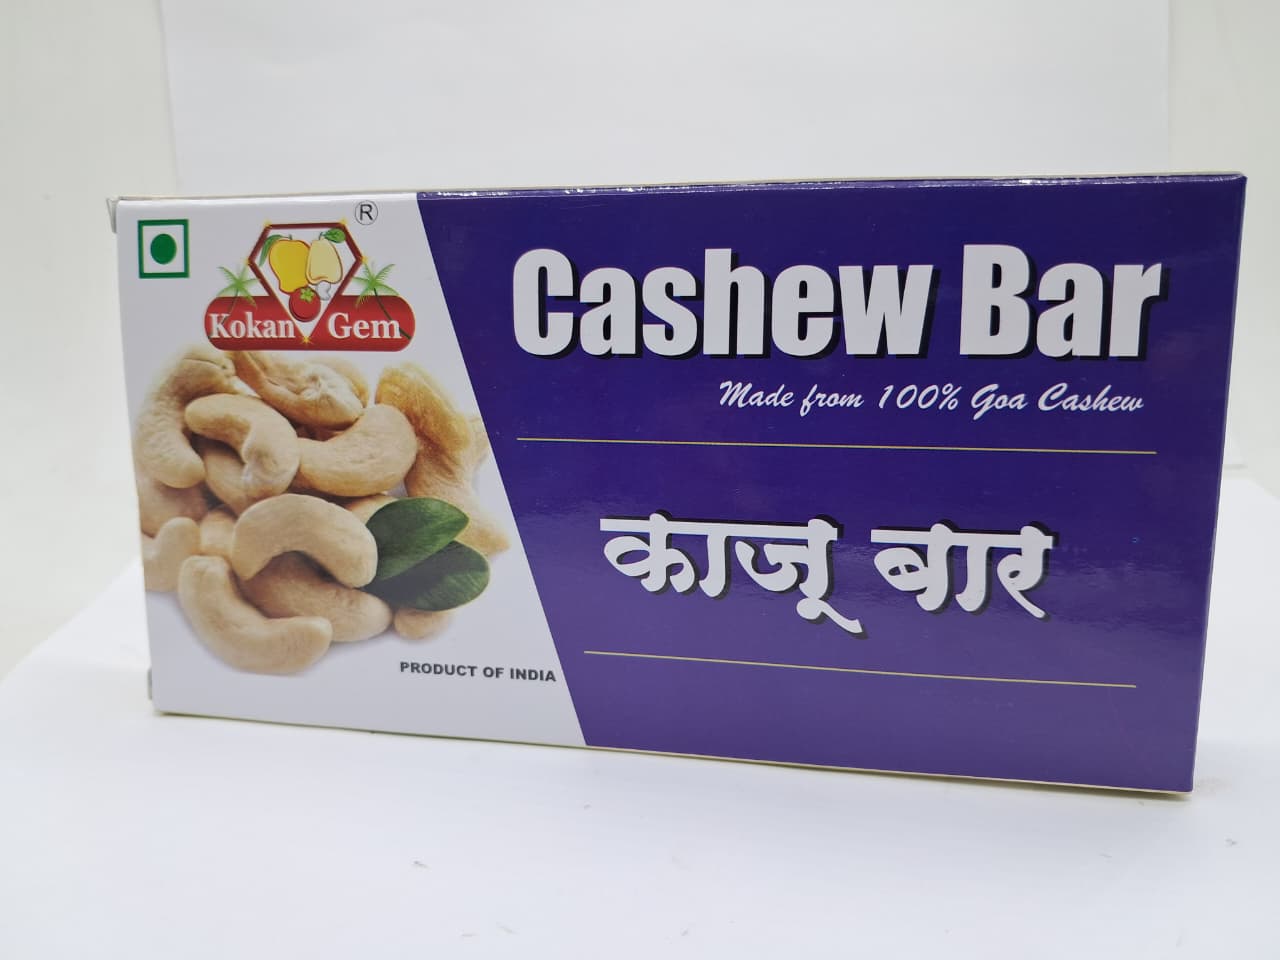 ®
Kokan Gem
Cashew Bar
Made from 100% Goa Cashew
काजू बार
PRODUCT OF INDIA